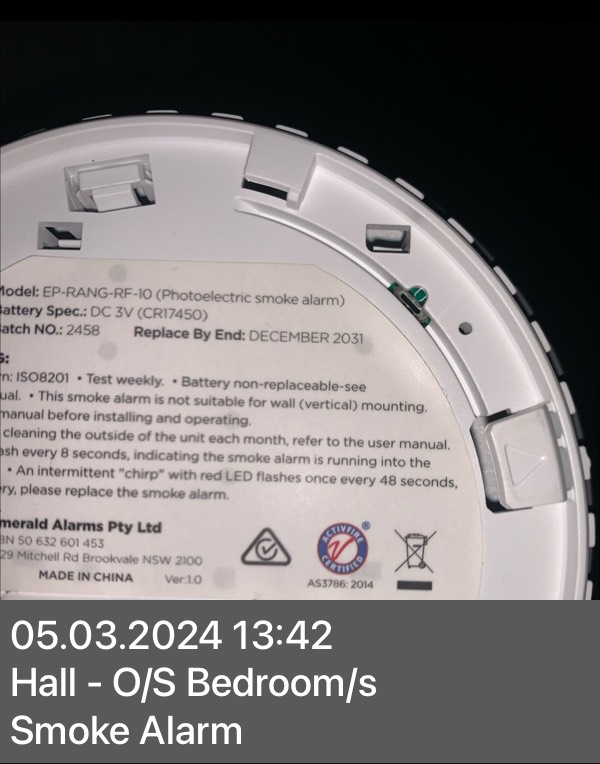 Model: EP-RANG-RF-10 (Photoelectric smoke alarm)
Battery Spec.: DC 3V (CR17450)
Batch NO.: 2458 Replace By End: DECEMBER 2031
G:
rn: ISO8201 • Test weekly. • Battery non-replaceable-see
ual. • This smoke alarm is not suitable for wall (vertical) mounting.
manual before installing and operating.
cleaning the outside of the unit each month, refer to the user manual.
ash every 8 seconds, indicating the smoke alarm is running into the
• An intermittent "chirp" with red LED flashes once every 48 seconds,
ry, please replace the smoke alarm.
merald Alarms Pty Ltd
BN 50 632 601 453
29 Mitchell Rd Brookvale NSW 2100
MADE IN CHINA Ver:1.0
ACTIVFIRE
®
CERTIFIED
AS3786: 2014
05.03.2024 13:42
Hall - O/S Bedroom/s
Smoke Alarm